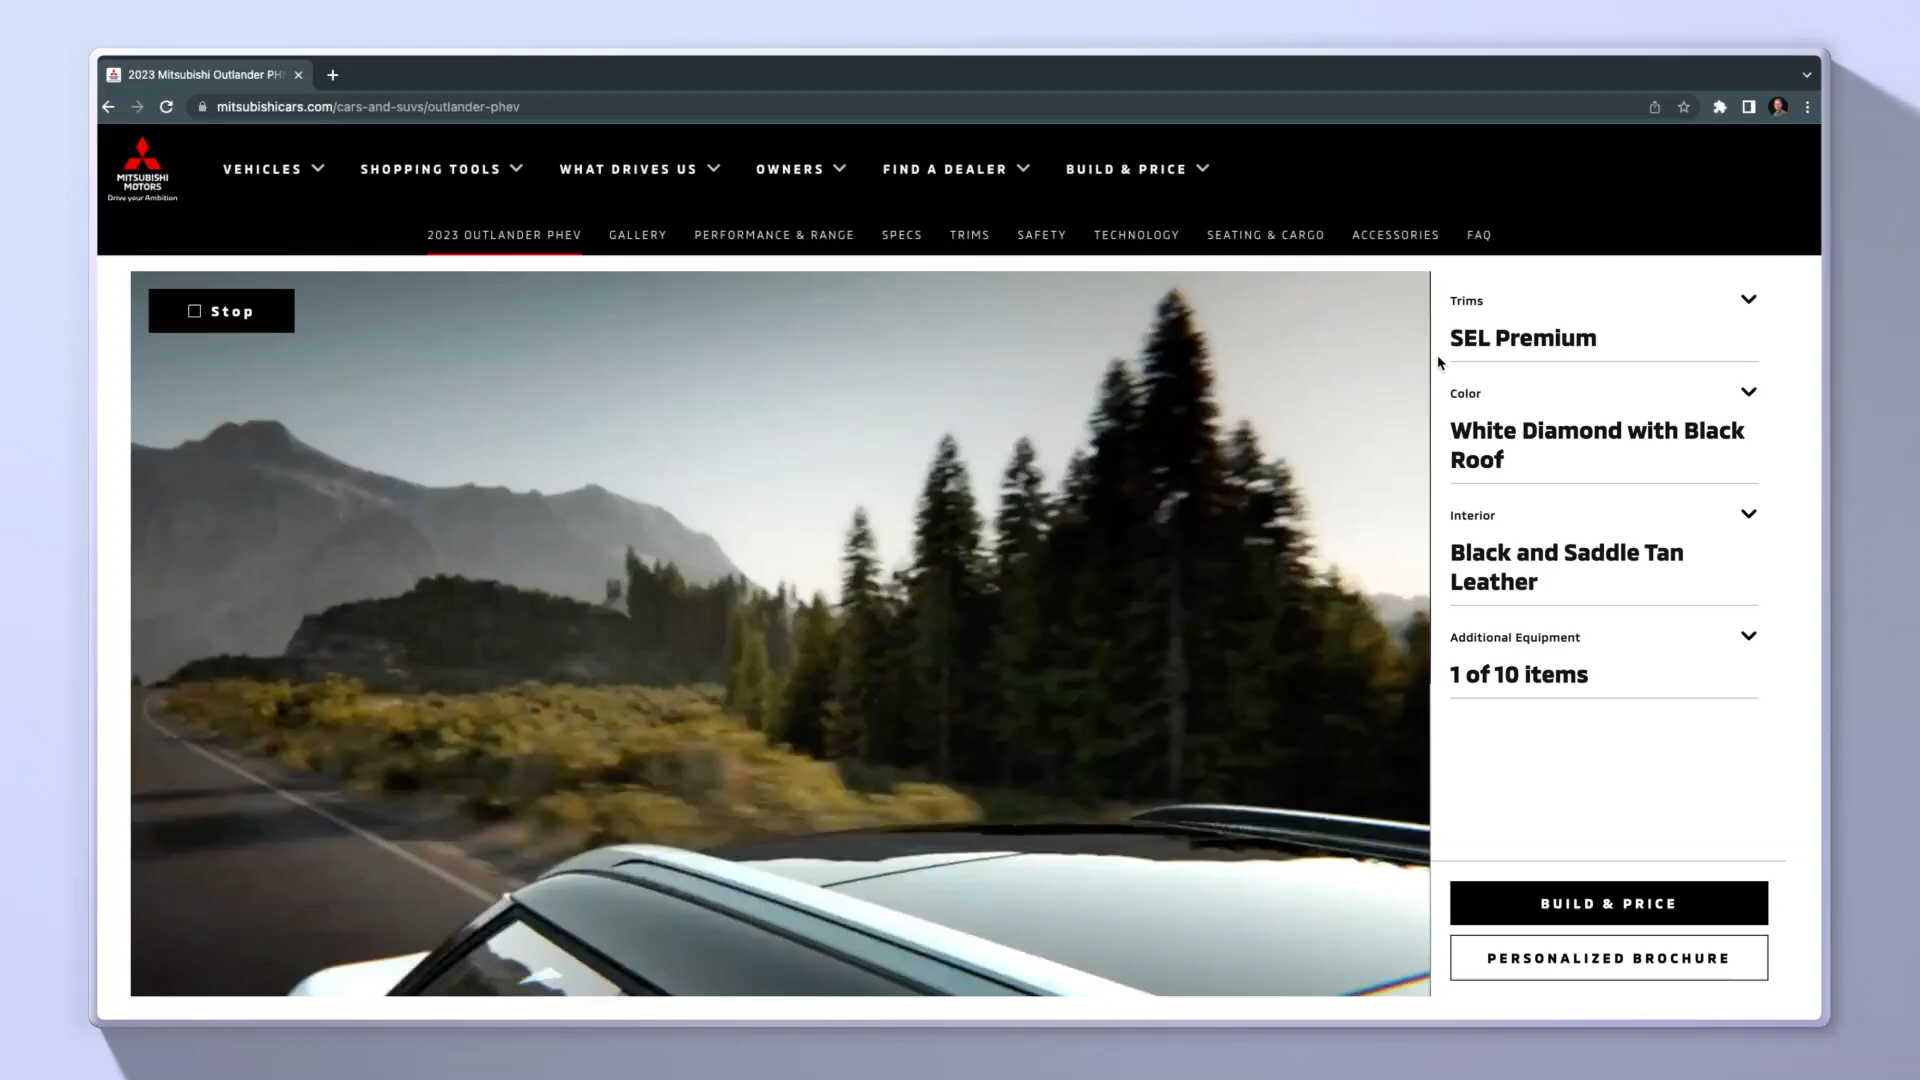 2023 Mitsubishi Outlander PH
mitsubishicars.com/cars-and-suvs/outlander-phev
MITSUBISHI
MOTORS
Drive your Ambition
VEHICLES SHOPPING TOOLS WHAT DRIVES US OWNERS FIND A DEALER BUILD & PRICE
2023 OUTLANDER PHEV GALLERY PERFORMANCE & RANGE SPECS TRIMS SAFETY TECHNOLOGY SEATING & CARGO ACCESSORIES FAQ
Stop
Trims
SEL Premium
Color
White Diamond with Black
Roof
Interior
Black and Saddle Tan
Leather
Additional Equipment
1 of 10 items
BUILD & PRICE
PERSONALIZED BROCHURE